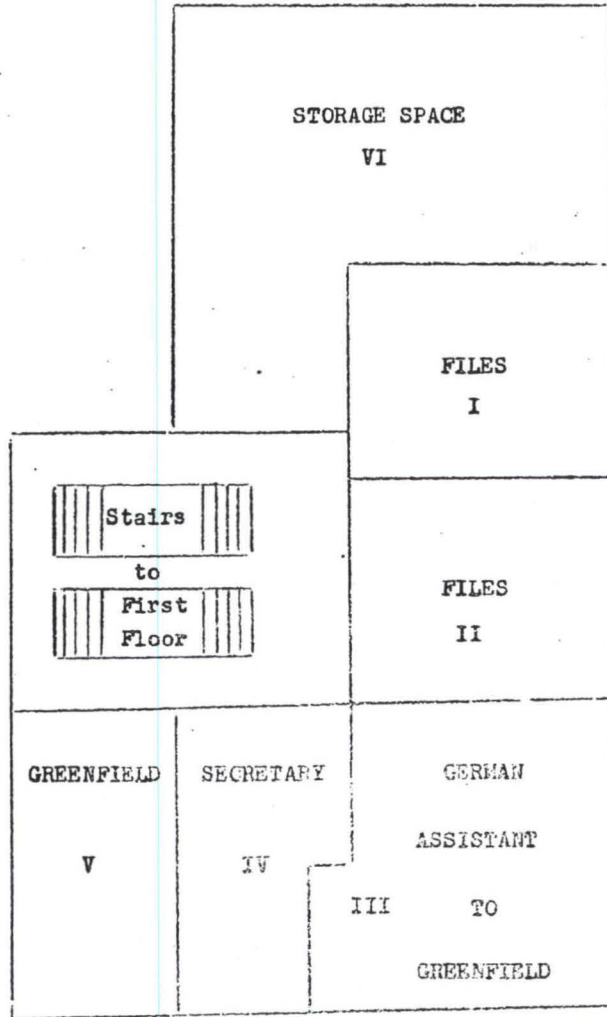 STORAGE SPACE
VI
FILES
I
Stairs
to
First
Floor
FILES
II
GREENFIELD
V
SECRETARY
IV
GERMAN
ASSISTANT
III TO
GREENFIELD